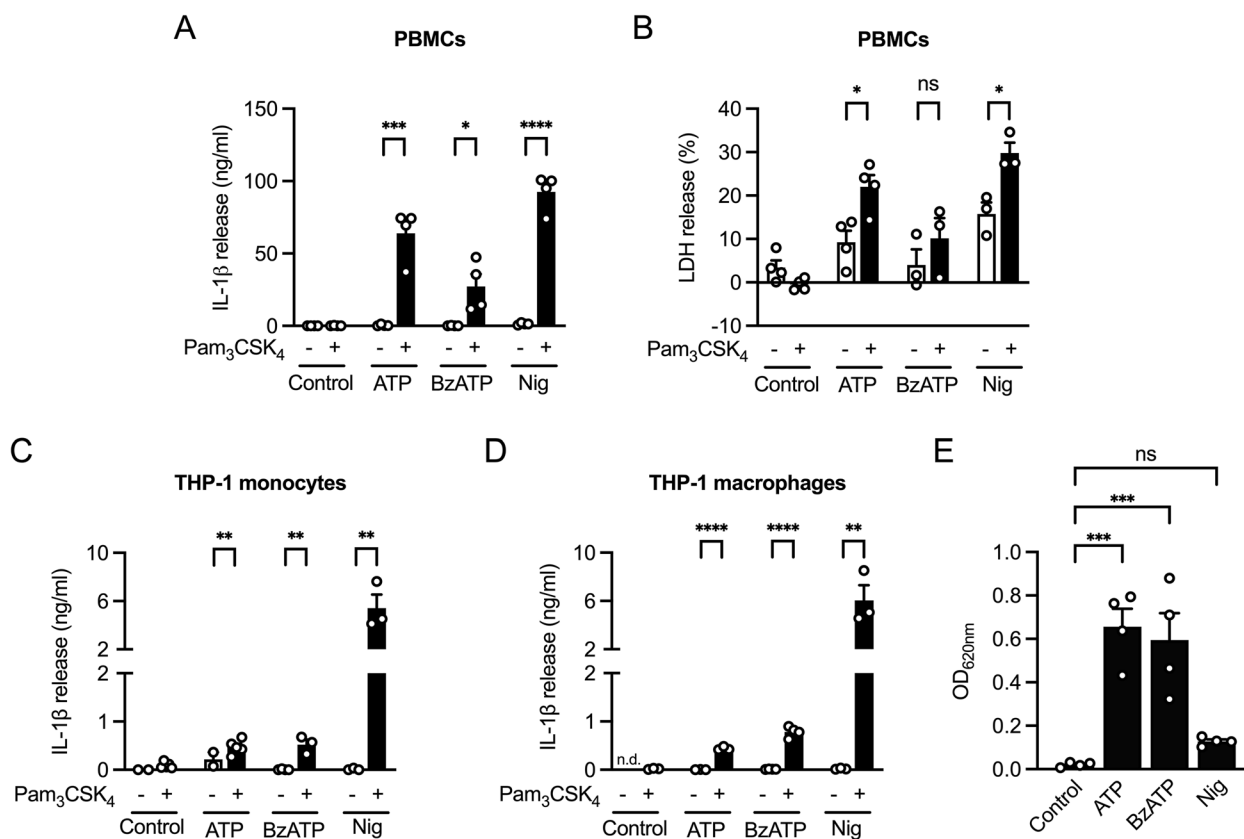 A
PBMCs
IL-1β release (ng/ml)
150
100
50
0
*** * ****
Pam₃CSK₄ - + - + - + - +
Control ATP BzATP Nig
B
PBMCs
LDH release (%)
40
30
20
10
0
-10
* ns *
Pam₃CSK₄ - + - + - + - +
Control ATP BzATP Nig
C
THP-1 monocytes
IL-1β release (ng/ml)
10
6
2
2
1
0
** ** **
Pam₃CSK₄ - + - + - + - +
Control ATP BzATP Nig
D
THP-1 macrophages
IL-1β release (ng/ml)
10
6
2
2
1
0
**** **** **
n.d.
Pam₃CSK₄ - + - + - + - +
Control ATP BzATP Nig
E
ns
***
***
OD₆₂₀ₙₘ
1.0
0.8
0.6
0.4
0.2
0.0
Control ATP BzATP Nig